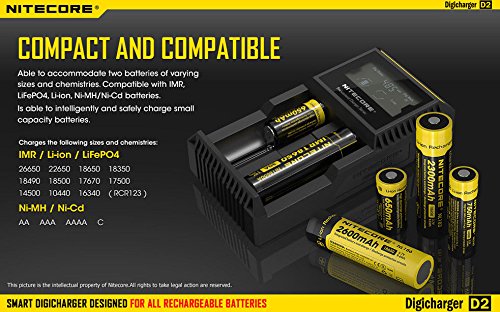 NITECORE®
Digicharger D2
COMPACT AND COMPATIBLE
Able to accommodate two batteries of varying
sizes and chemistries. Compatible with IMR,
LiFePO4, Li-ion, Ni-MH/Ni-Cd batteries.
Is able to intelligently and safely charge small
capacity batteries.
Charges the following sizes and chemistries:
IMR / Li-ion / LiFePO4
26650 22650 18650 18350
18490 18500 17670 17500
14500 10440 16340 ( RCR123 )
Ni-MH / Ni-Cd
AA AAA AAAA C
NITECORE
650mAh
IMR 18650
2300mAh
650mAh
NITECORE
2600mAh
This picture is the intellectual property of Nitecore.All rights to take legal action are reserved.
SMART DIGICHARGER DESIGNED FOR ALL RECHARGEABLE BATTERIES
Digicharger D2